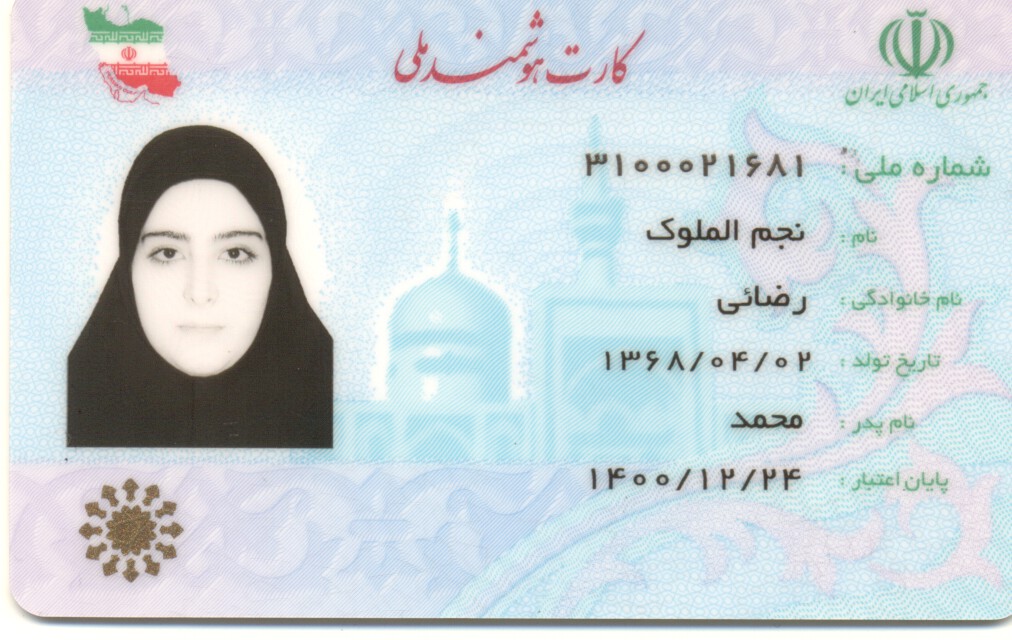 کارت هوشمند ملی
جمهوری اسلامی ایران
شماره ملی : ۳۱۰۰۰۲۱۶۸۱
نام : نجم الملوک
نام خانوادگی : رضائی
تاریخ تولد : ۱۳۶۸/۰۴/۰۲
نام پدر : محمد
پایان اعتبار : ۱۴۰۰/۱۲/۲۴